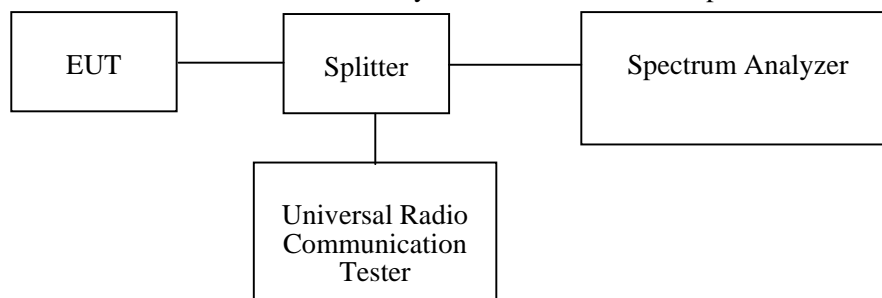 EUT
Splitter
Spectrum Analyzer
Universal Radio
Communication
Tester